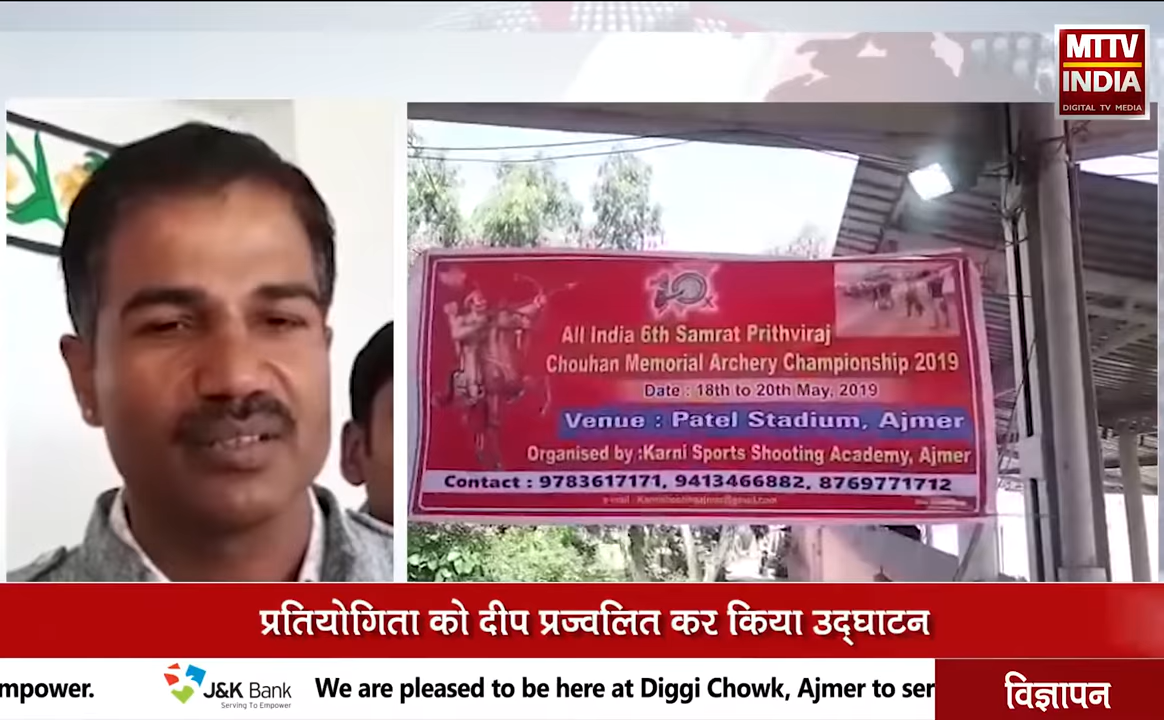 MTTV
INDIA
DIGITAL TV MEDIA
10x
All India 6th Samrat Prithviraj
Chouhan Memorial Archery Championship 2019
Date : 18th to 20th May, 2019
Venue : Patel Stadium, Ajmer
Organised by :Karni Sports Shooting Academy, Ajmer
Contact : 9783617171, 9413466882, 8769771712
प्रतियोगिता को दीप प्रज्वलित कर किया उद्घाटन
mpower.
J&K Bank
Serving To Empower
We are pleased to be here at Diggi Chowk, Ajmer to ser
विज्ञापन